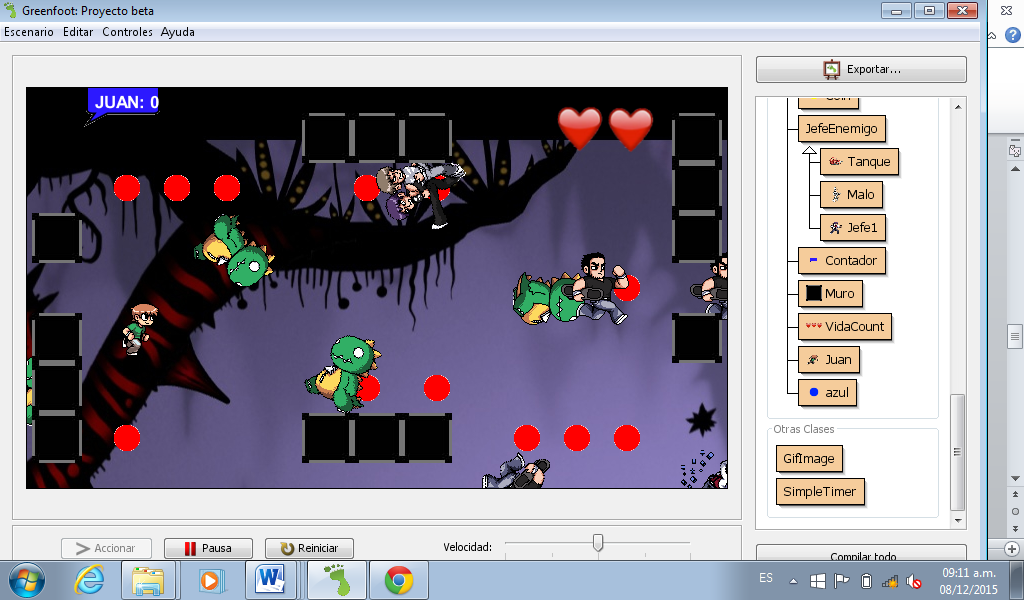 Greenfoot: Proyecto beta
Escenario Editar Controles Ayuda
JUAN: 0
Exportar...
JefeEnemigo
Tanque
Malo
Jefe1
Contador
Muro
VidaCount
Juan
azul
Otras Clases
GifImage
SimpleTimer
Accionar
Pausa
Reiniciar
Velocidad:
Compilar todo
ES
09:11 a.m.
08/12/2015